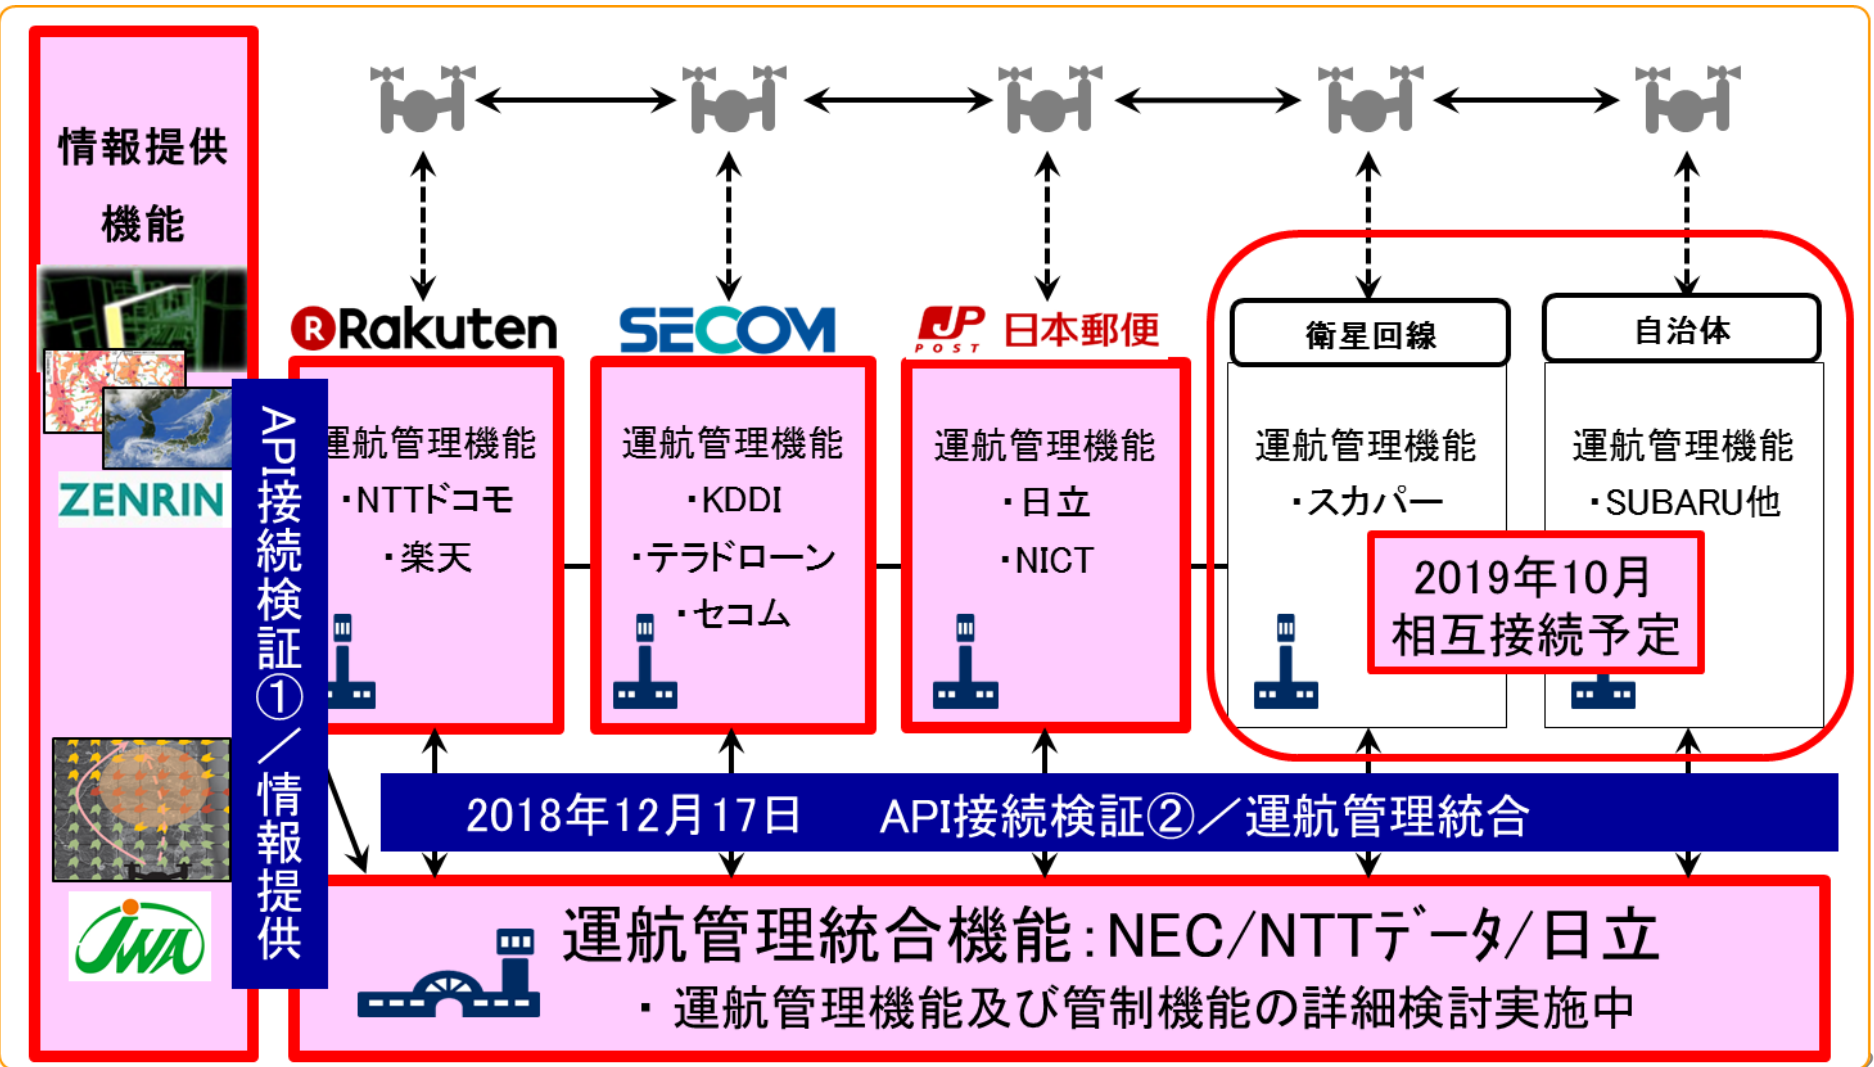 情報提供
機能
ZENRIN
JWA
API接続検証①／情報提供
Rakuten
運航管理機能
・NTTドコモ
・楽天
SECOM
運航管理機能
・KDDI
・テラドローン
・セコム
JP POST 日本郵便
運航管理機能
・日立
・NICT
衛星回線
運航管理機能
・スカパー
自治体
運航管理機能
・SUBARU他
2019年10月
相互接続予定
2018年12月17日 API接続検証②／運航管理統合
運航管理統合機能：NEC/NTTデータ/日立
・運航管理機能及び管制機能の詳細検討実施中